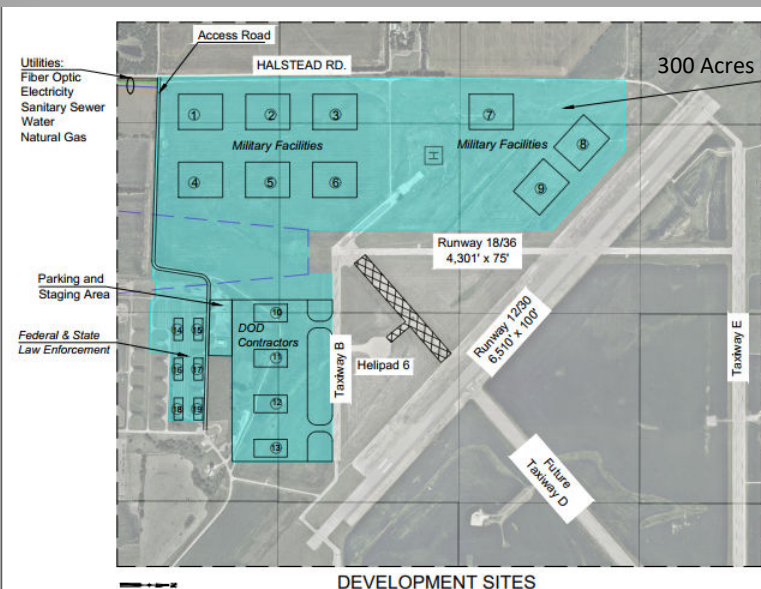 Access Road
Utilities:
Fiber Optic
Electricity
Sanitary Sewer
Water
Natural Gas
HALSTEAD RD.
300 Acres
1
2
3
7
Military Facilities
Military Facilities
8
H
4
5
6
9
Runway 18/36
4,301' x 75'
Parking and
Staging Area
Federal & State
Law Enforcement
10
DOD
Contractors
14
15
11
16
17
12
18
19
13
Taxiway B
Helipad 6
Runway 12/30
6,510' x 100'
Taxiway E
Future
Taxiway D
DEVELOPMENT SITES